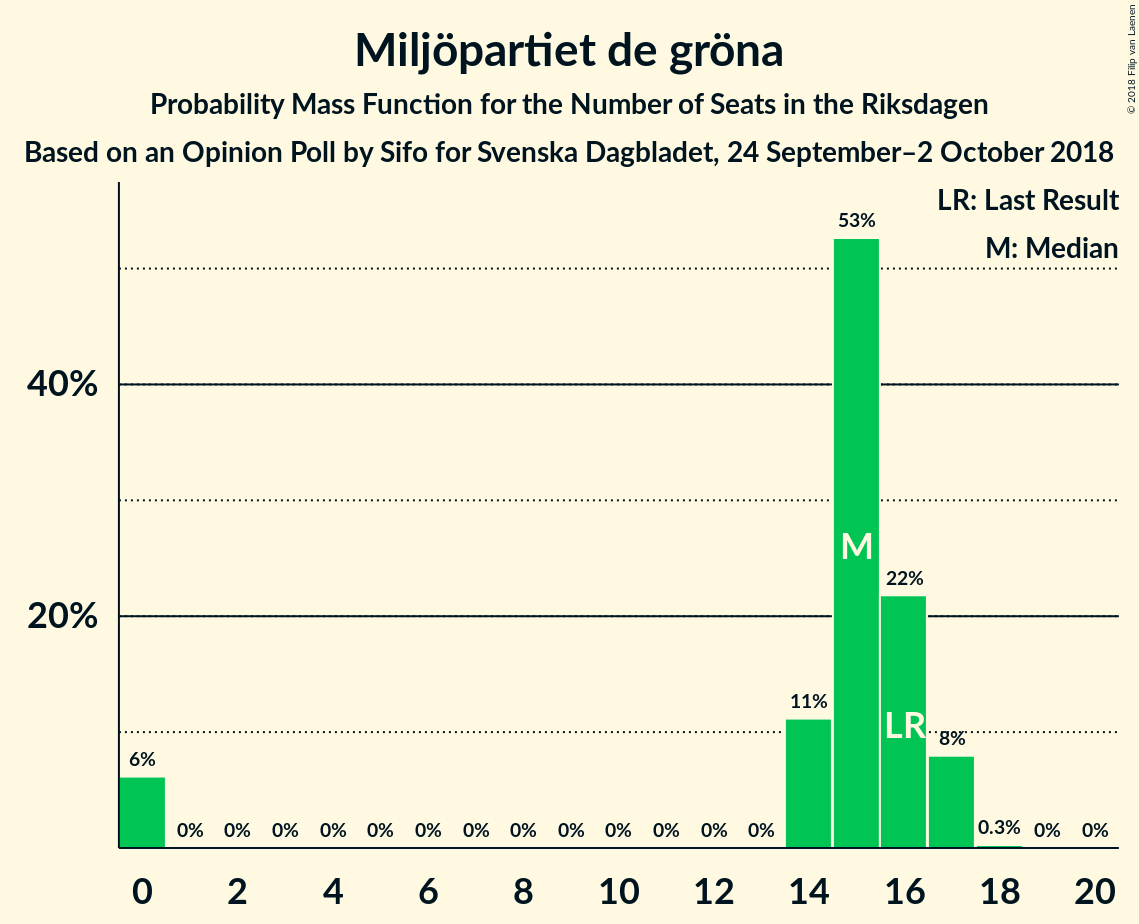 Miljöpartiet de gröna
Probability Mass Function for the Number of Seats in the Riksdagen
Based on an Opinion Poll by Sifo for Svenska Dagbladet, 24 September–2 October 2018
© 2018 Filip van Laenen
LR: Last Result
M: Median
53%
40%
M
22%
20%
11%
LR
8%
6%
0% 0% 0% 0% 0% 0% 0% 0% 0% 0% 0% 0% 0% 0.3% 0% 0%
0 2 4 6 8 10 12 14 16 18 20